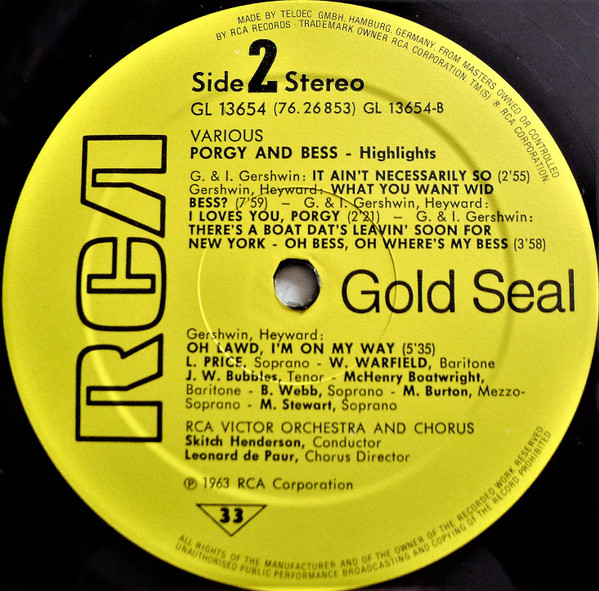 MADE BY TELDEC GMBH, HAMBURG, GERMANY, FROM MASTERS OWNED OR CONTROLLED
BY RCA RECORDS · TRADEMARK OWNER RCA CORPORATION. TM(S) ® RCA CORPORATION.
Side 2 Stereo
GL 13654 (76.26853) GL 13654-B
VARIOUS
PORGY AND BESS - Highlights
G. & I. Gershwin: IT AIN'T NECESSARILY SO (2'55)
Gershwin, Heyward: WHAT YOU WANT WID
BESS? (7'59) – G. & I. Gershwin, Heyward:
I LOVES YOU, PORGY (2'21) – G. & I. Gershwin:
THERE'S A BOAT DAT'S LEAVIN' SOON FOR
NEW YORK - OH BESS, OH WHERE'S MY BESS (3'58)
RCA
Gold Seal
Gershwin, Heyward:
OH LAWD, I'M ON MY WAY (5'35)
L. PRICE, Soprano - W. WARFIELD, Baritone
J. W. Bubbles, Tenor - McHenry Boatwright,
Baritone - B. Webb, Soprano - M. Burton, Mezzo-
Soprano - M. Stewart, Soprano
RCA VICTOR ORCHESTRA AND CHORUS
Skitch Henderson, Conductor
Leonard de Paur, Chorus Director
℗ 1963 RCA Corporation
33
ALL RIGHTS OF THE MANUFACTURER AND OF THE OWNER OF THE RECORDED WORK RESERVED
UNAUTHORISED PUBLIC PERFORMANCE BROADCASTING AND COPYING OF THE RECORD PROHIBITED